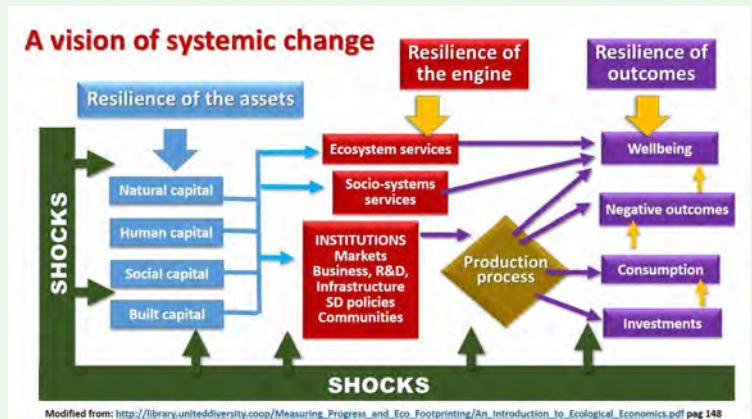 A vision of systemic change
Resilience of the assets
Resilience of
the engine
Resilience of
outcomes
SHOCKS
Natural capital
Human capital
Social capital
Built capital
Ecosystem services
Socio-systems
services
INSTITUTIONS
Markets
Business, R&D,
Infrastructure
SD policies
Communities
Production
process
Wellbeing
Negative outcomes
Consumption
Investments
SHOCKS
Modified from: http://library.uniteddiversity.coop/Measuring_Progress_and_Eco_Footprinting/An_Introduction_to_Ecological_Economics.pdf pag 148